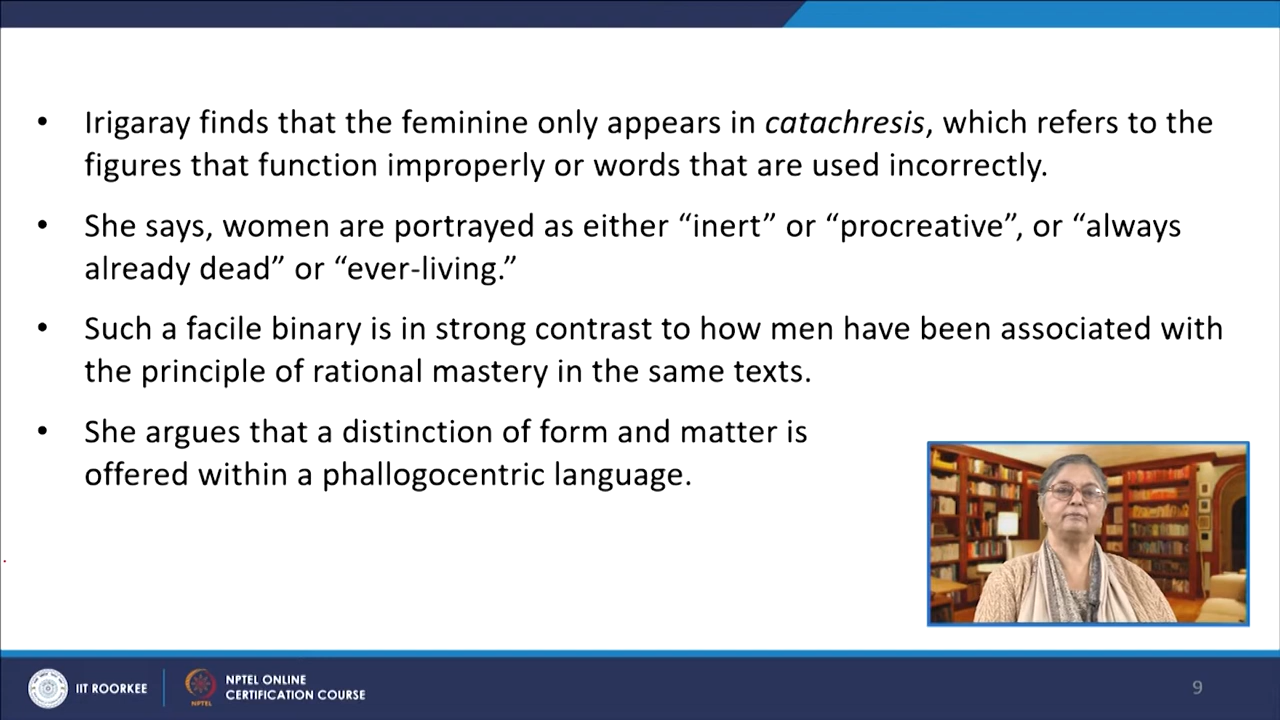 • Irigaray finds that the feminine only appears in catachresis, which refers to the
figures that function improperly or words that are used incorrectly.
• She says, women are portrayed as either “inert” or “procreative”, or “always
already dead” or “ever-living.”
• Such a facile binary is in strong contrast to how men have been associated with
the principle of rational mastery in the same texts.
• She argues that a distinction of form and matter is
offered within a phallogocentric language.
IIT ROORKEE
NPTEL
NPTEL ONLINE
CERTIFICATION COURSE
9